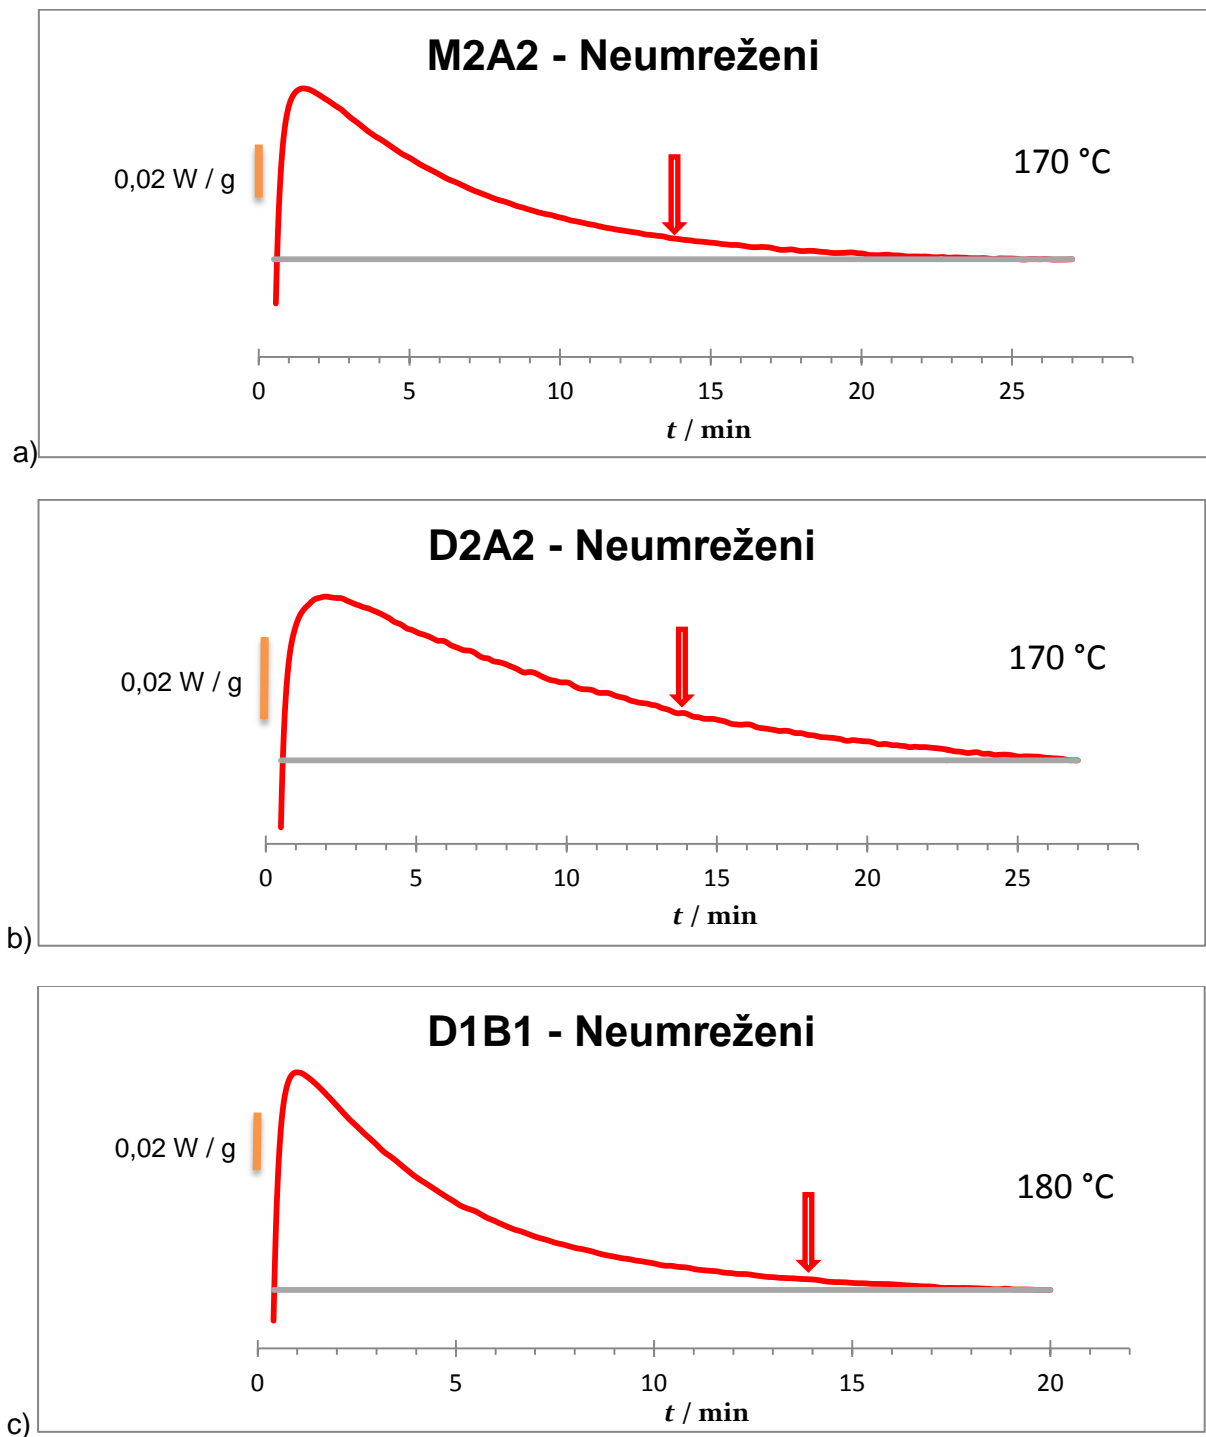 M2A2 - Neumreženi
170 °C
0,02 W / g
0 5 10 15 20 25
t / min
a)
D2A2 - Neumreženi
170 °C
0,02 W / g
0 5 10 15 20 25
t / min
b)
D1B1 - Neumreženi
0,02 W / g
180 °C
0 5 10 15 20
t / min
c)